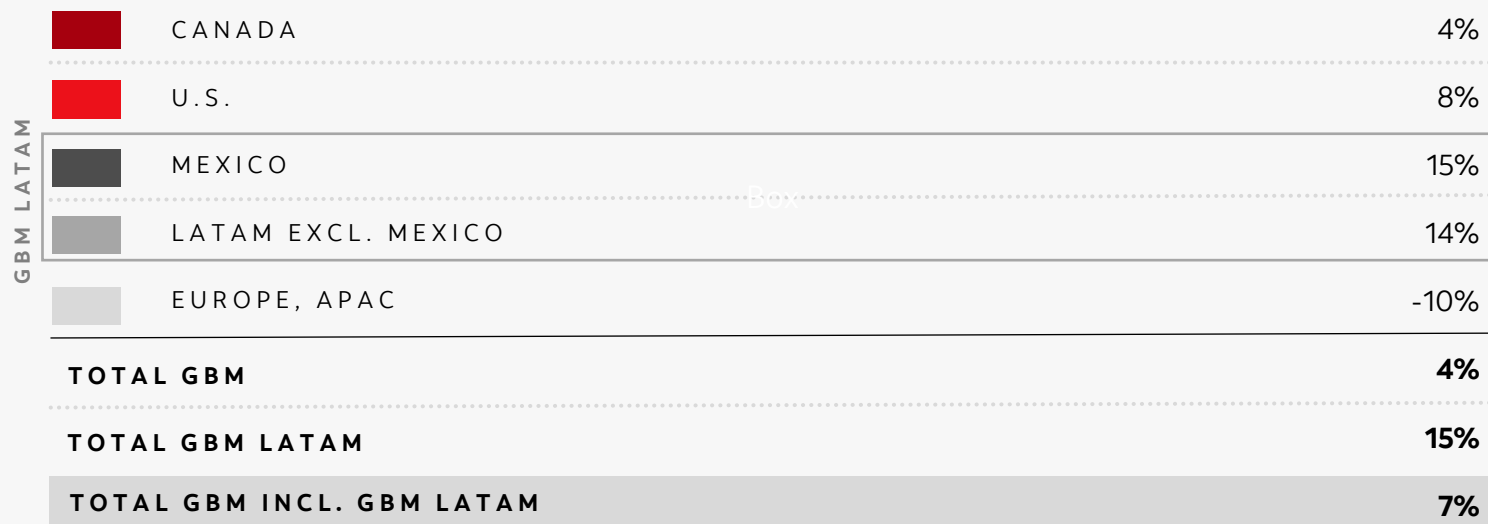 CANADA 4%
U.S. 8%
GBM LATAM
MEXICO 15%
Box
LATAM EXCL. MEXICO 14%
EUROPE, APAC -10%
TOTAL GBM 4%
TOTAL GBM LATAM 15%
TOTAL GBM INCL. GBM LATAM 7%